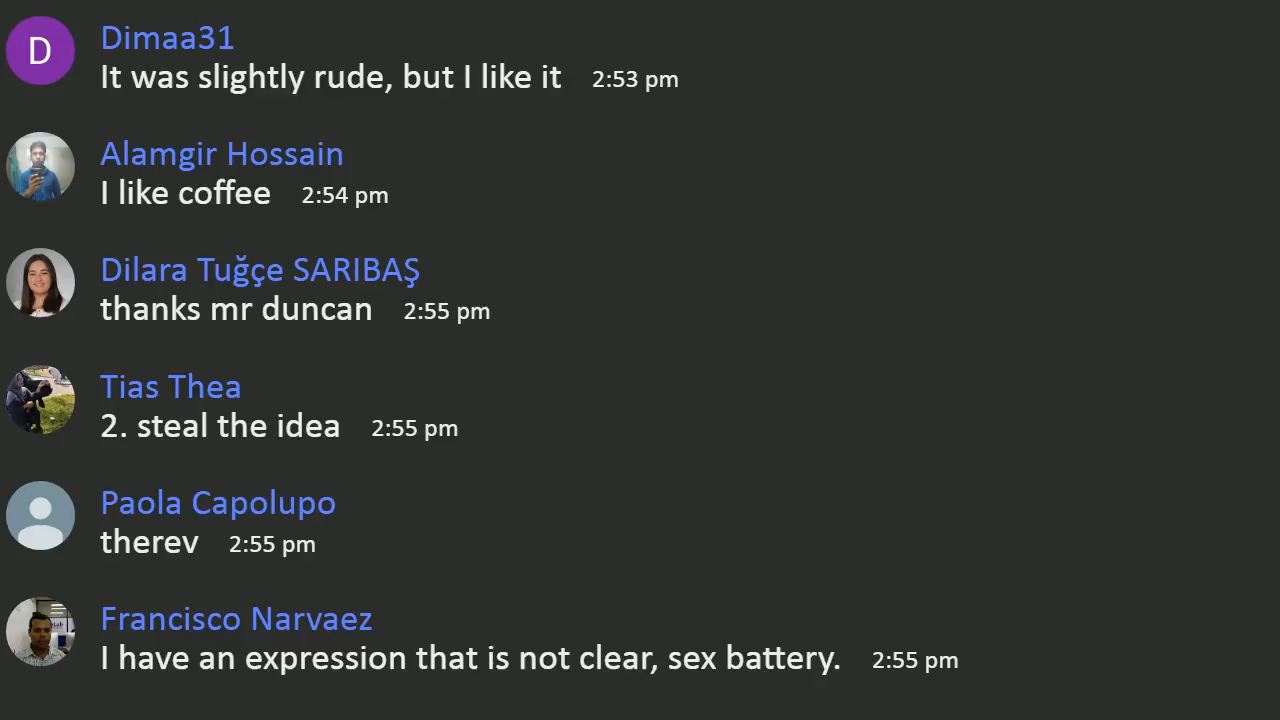 D
Dimaa31
It was slightly rude, but I like it 2:53 pm
Alamgir Hossain
I like coffee 2:54 pm
Dilara Tuğçe SARIBAŞ
thanks mr duncan 2:55 pm
Tias Thea
2. steal the idea 2:55 pm
Paola Capolupo
therev 2:55 pm
Francisco Narvaez
I have an expression that is not clear, sex battery. 2:55 pm